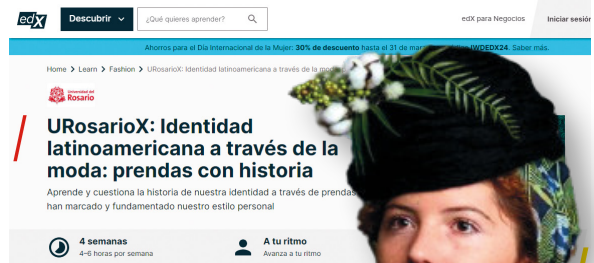 edX
Descubrir
¿Qué quieres aprender?
edX para Negocios
Iniciar sesión
Ahorros para el Día Internacional de la Mujer: 30% de descuento hasta el 31 de WDEDX24. Saber más.
Home > Learn > Fashion > URosarioX: Identidad latinoamericana a través de la
Universidad del
Rosario
URosarioX: Identidad
latinoamericana a través de la
moda: prendas con historia
Aprende y cuestiona la historia de nuestra identidad a través de prendas
han marcado y fundamentado nuestro estilo personal
4 semanas
4–6 horas por semana
A tu ritmo
Avanza a tu ritmo